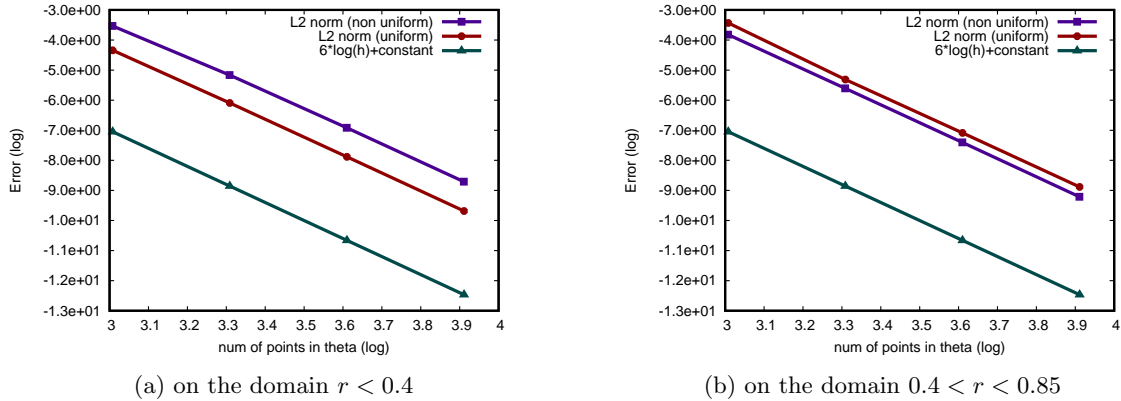 -3.0e+00
-4.0e+00
-5.0e+00
-6.0e+00
-7.0e+00
-8.0e+00
-9.0e+00
-1.0e+01
-1.1e+01
-1.2e+01
-1.3e+01
Error (log)
L2 norm (non uniform)
L2 norm (uniform)
6*log(h)+constant
3 3.1 3.2 3.3 3.4 3.5 3.6 3.7 3.8 3.9 4
num of points in theta (log)
(a) on the domain r < 0.4
-3.0e+00
-4.0e+00
-5.0e+00
-6.0e+00
-7.0e+00
-8.0e+00
-9.0e+00
-1.0e+01
-1.1e+01
-1.2e+01
-1.3e+01
Error (log)
L2 norm (non uniform)
L2 norm (uniform)
6*log(h)+constant
3 3.1 3.2 3.3 3.4 3.5 3.6 3.7 3.8 3.9 4
num of points in theta (log)
(b) on the domain 0.4 < r < 0.85